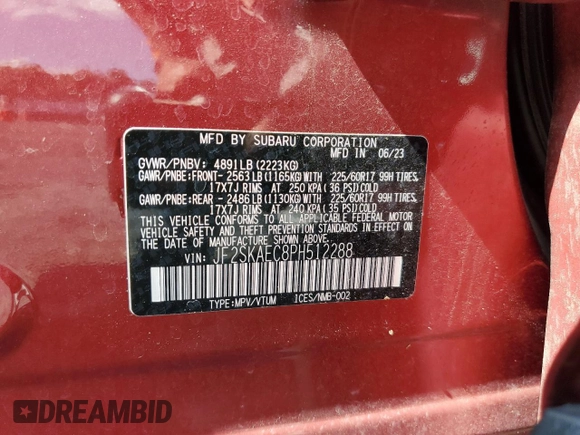 MFD BY SUBARU CORPORATION
MFD IN 06/23
GVWR/PNBV: 4891LB (2223KG)
GAWR/PNBE:FRONT- 2563LB (1165KG) WITH 225/60R17 99H TIRES,
17X7J RIMS AT 250 KPA (36 PSI) COLD
GAWR/PNBE:REAR - 2486LB (1130KG) WITH 225/60R17 99H TIRES,
17X7J RIMS AT 240 KPA (35 PSI) COLD
THIS VEHICLE CONFORMS TO ALL APPLICABLE FEDERAL MOTOR
VEHICLE SAFETY AND THEFT PREVENTION STANDARDS IN EFFECT
ON THE DATE OF MANUFACTURE SHOWN ABOVE.
VIN: JF2SKAEC8PH512288
TYPE:MPV/VTUM ICES/NMB-002
DREAMBID